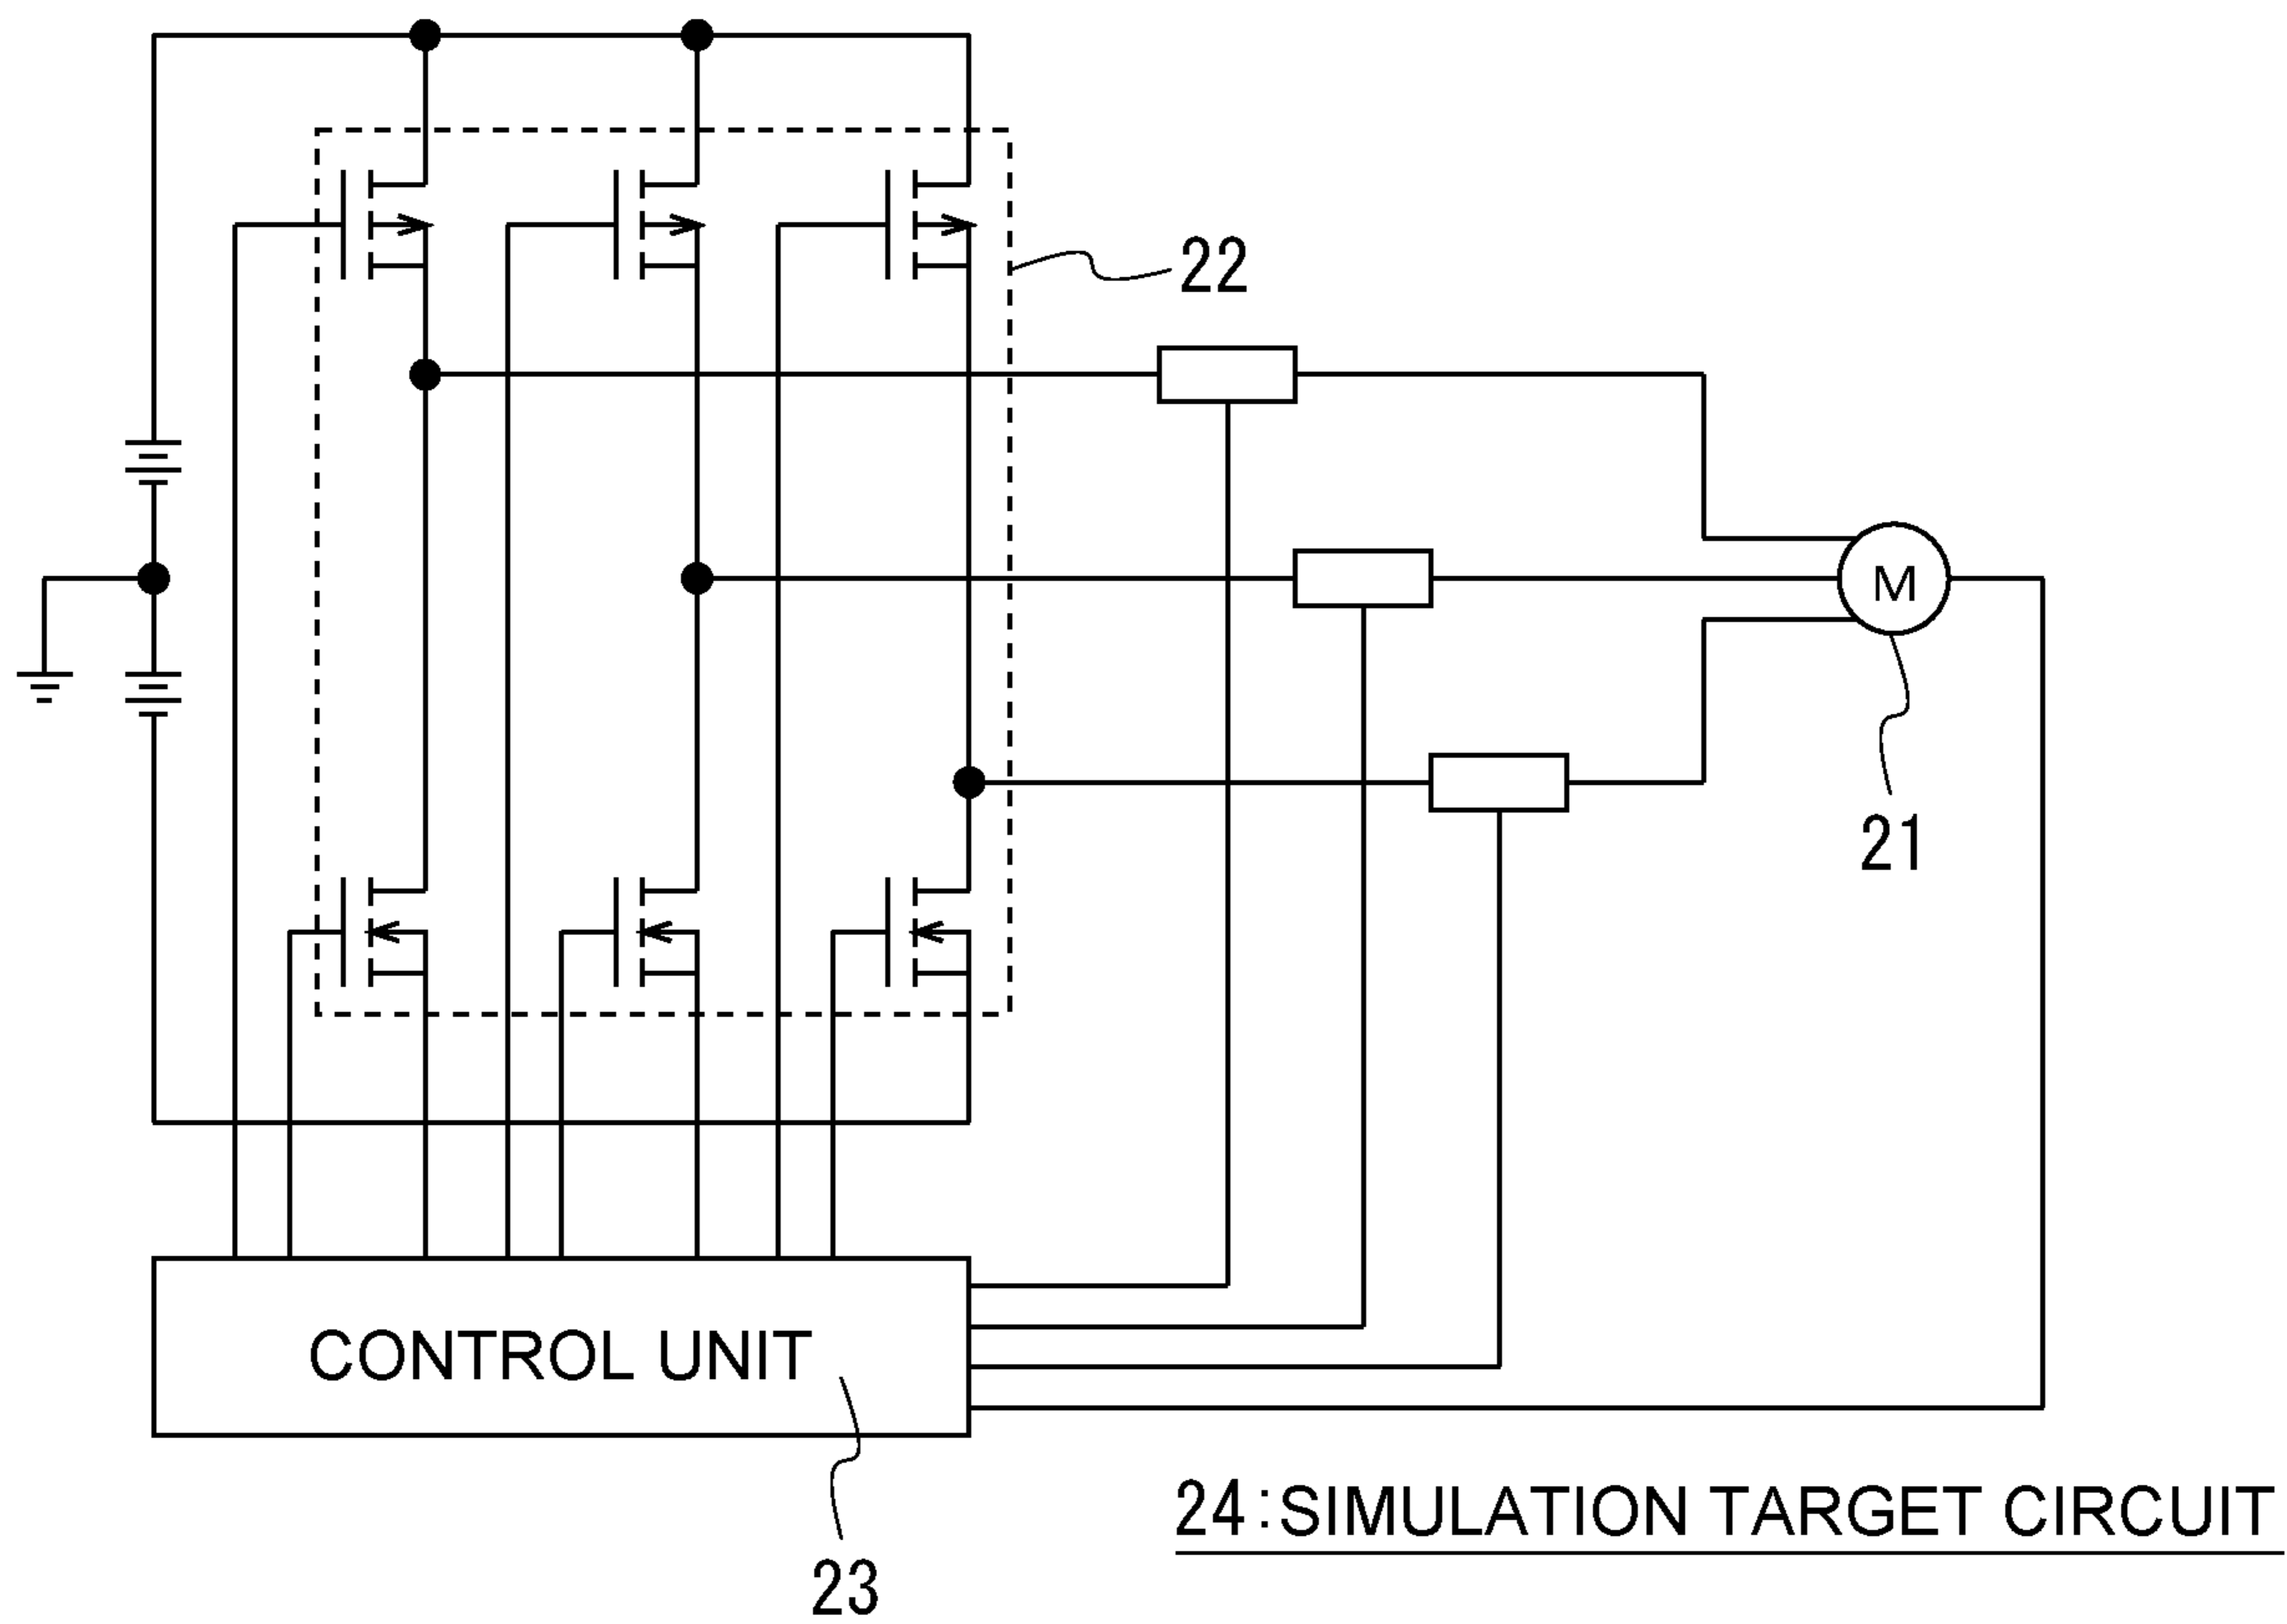 22
M
21
CONTROL UNIT
24:SIMULATION TARGET CIRCUIT
23